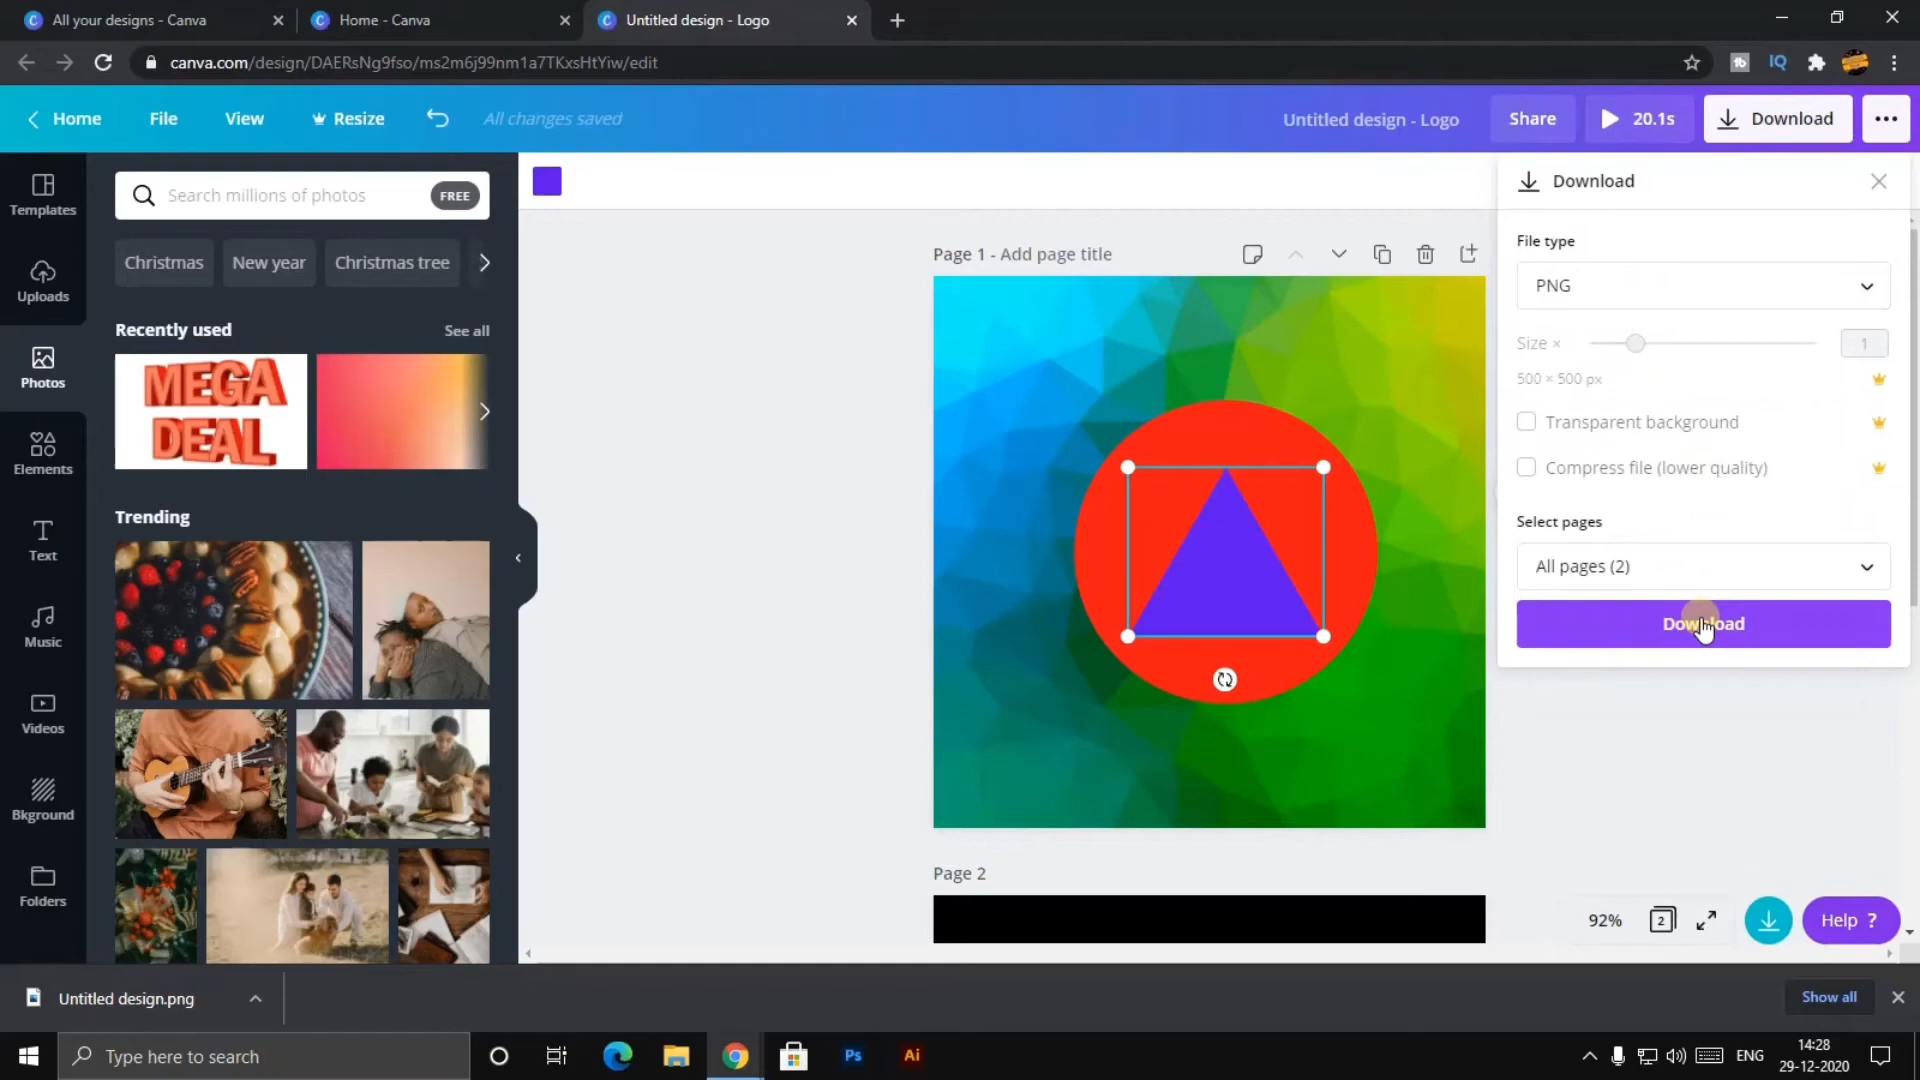 All your designs - Canva
Home - Canva
Untitled design - Logo
canva.com/design/DAERsNg9fso/ms2m6j99nm1a7TKxsHtYiw/edit
Home
File
View
Resize
All changes saved
Untitled design - Logo
Share
20.1s
Download
Templates
Uploads
Photos
Elements
Text
Music
Videos
Bkground
Folders
Search millions of photos
FREE
Christmas
New year
Christmas tree
Recently used
See all
MEGA
DEAL
Trending
Page 1 - Add page title
Page 2
Download
File type
PNG
Size ×
1
500 × 500 px
Transparent background
Compress file (lower quality)
Select pages
All pages (2)
Download
92%
2
Help ?
Untitled design.png
Show all
Type here to search
Ps
Ai
ENG
14:28
29-12-2020
IQ